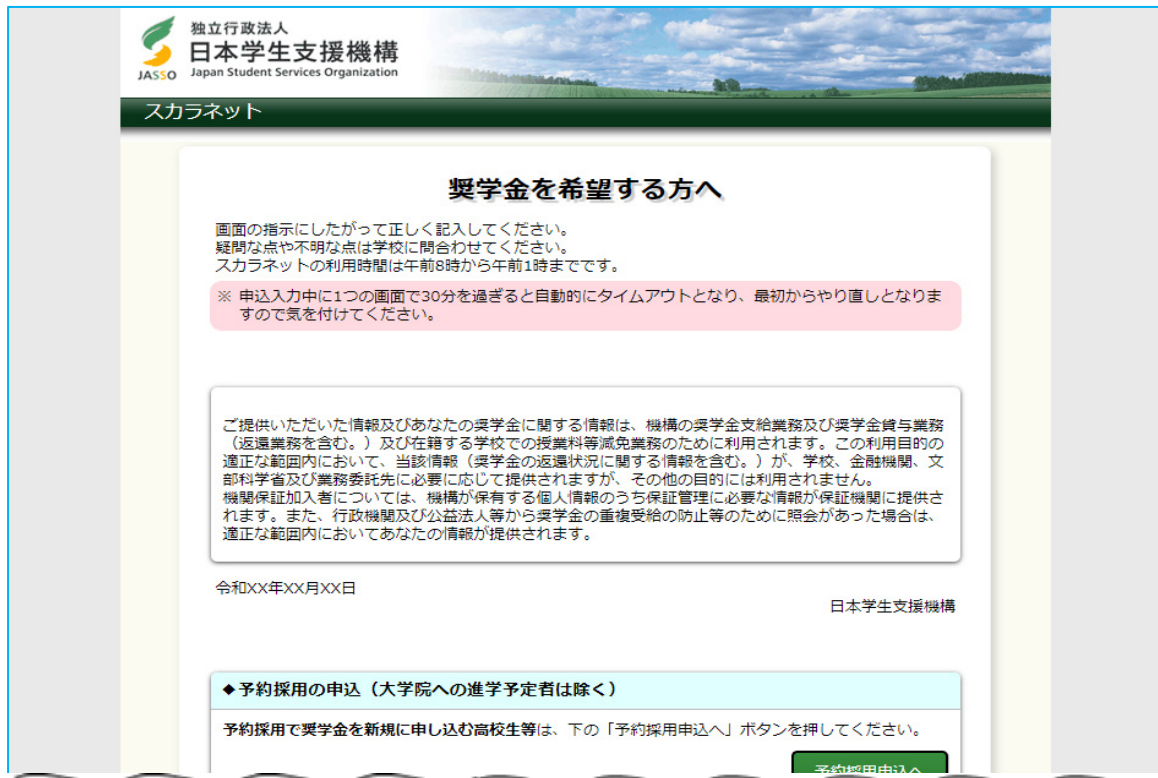 独立行政法人
日本学生支援機構
JASSO Japan Student Services Organization
スカラネット
奨学金を希望する方へ
画面の指示にしたがって正しく記入してください。
疑問な点や不明な点は学校に問合わせてください。
スカラネットの利用時間は午前8時から午前1時までです。
※ 申込入力中に1つの画面で30分を過ぎると自動的にタイムアウトとなり、最初からやり直しとなりま
すので気を付けてください。
ご提供いただいた情報及びあなたの奨学金に関する情報は、機構の奨学金支給業務及び奨学金貸与業務
（返還業務を含む。）及び在籍する学校での授業料等減免業務のために利用されます。この利用目的の
適正な範囲内において、当該情報（奨学金の返還状況に関する情報を含む。）が、学校、金融機関、文
部科学省及び業務委託先に必要に応じて提供されますが、その他の目的には利用されません。
機関保証加入者については、機構が保有する個人情報のうち保証管理に必要な情報が保証機関に提供さ
れます。また、行政機関及び公益法人等から奨学金の重複受給の防止等のために照会があった場合は、
適正な範囲内においてあなたの情報が提供されます。
令和XX年XX月XX日
日本学生支援機構
◆予約採用の申込（大学院への進学予定者は除く）
予約採用で奨学金を新規に申し込む高校生等は、下の「予約採用申込へ」ボタンを押してください。
予約採用申込へ